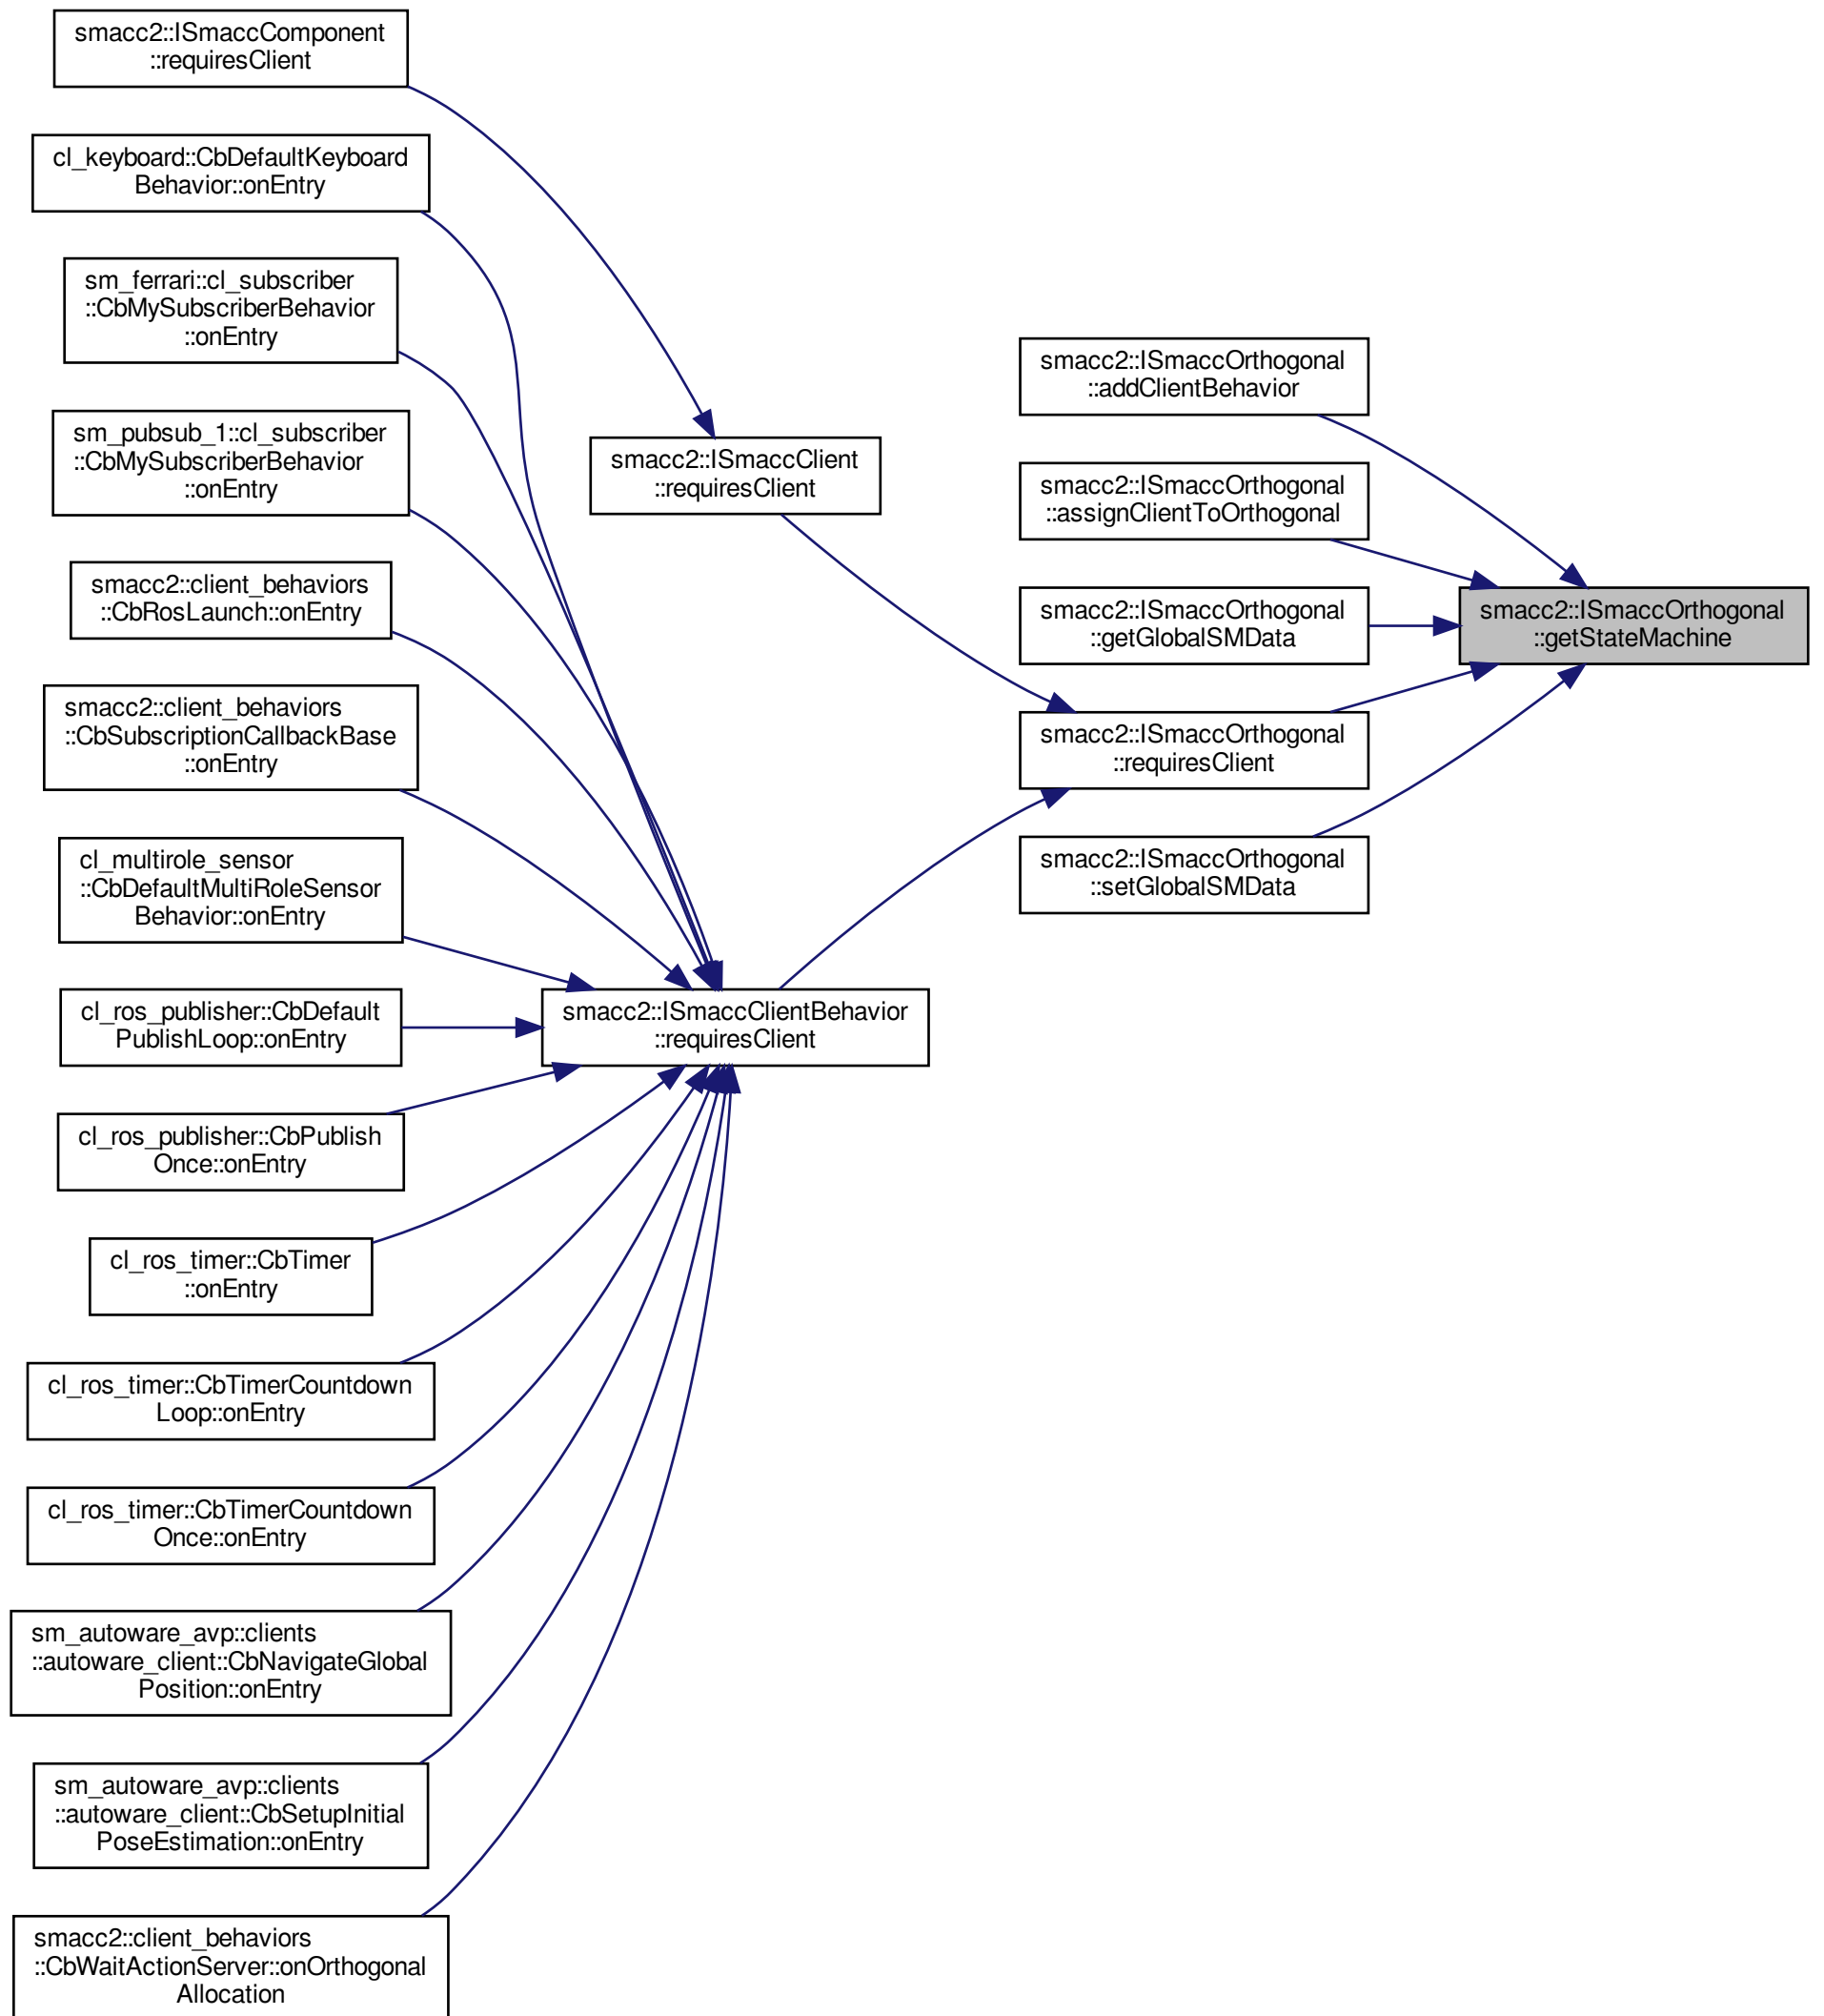 smacc2::ISmaccComponent
::requiresClient
cl_keyboard::CbDefaultKeyboard
Behavior::onEntry
sm_ferrari::cl_subscriber
::CbMySubscriberBehavior
::onEntry
sm_pubsub_1::cl_subscriber
::CbMySubscriberBehavior
::onEntry
smacc2::client_behaviors
::CbRosLaunch::onEntry
smacc2::client_behaviors
::CbSubscriptionCallbackBase
::onEntry
cl_multirole_sensor
::CbDefaultMultiRoleSensor
Behavior::onEntry
cl_ros_publisher::CbDefault
PublishLoop::onEntry
cl_ros_publisher::CbPublish
Once::onEntry
cl_ros_timer::CbTimer
::onEntry
cl_ros_timer::CbTimerCountdown
Loop::onEntry
cl_ros_timer::CbTimerCountdown
Once::onEntry
sm_autoware_avp::clients
::autoware_client::CbNavigateGlobal
Position::onEntry
sm_autoware_avp::clients
::autoware_client::CbSetupInitial
PoseEstimation::onEntry
smacc2::client_behaviors
::CbWaitActionServer::onOrthogonal
Allocation
smacc2::ISmaccClient
::requiresClient
smacc2::ISmaccClientBehavior
::requiresClient
smacc2::ISmaccOrthogonal
::addClientBehavior
smacc2::ISmaccOrthogonal
::assignClientToOrthogonal
smacc2::ISmaccOrthogonal
::getGlobalSMData
smacc2::ISmaccOrthogonal
::requiresClient
smacc2::ISmaccOrthogonal
::setGlobalSMData
smacc2::ISmaccOrthogonal
::getStateMachine